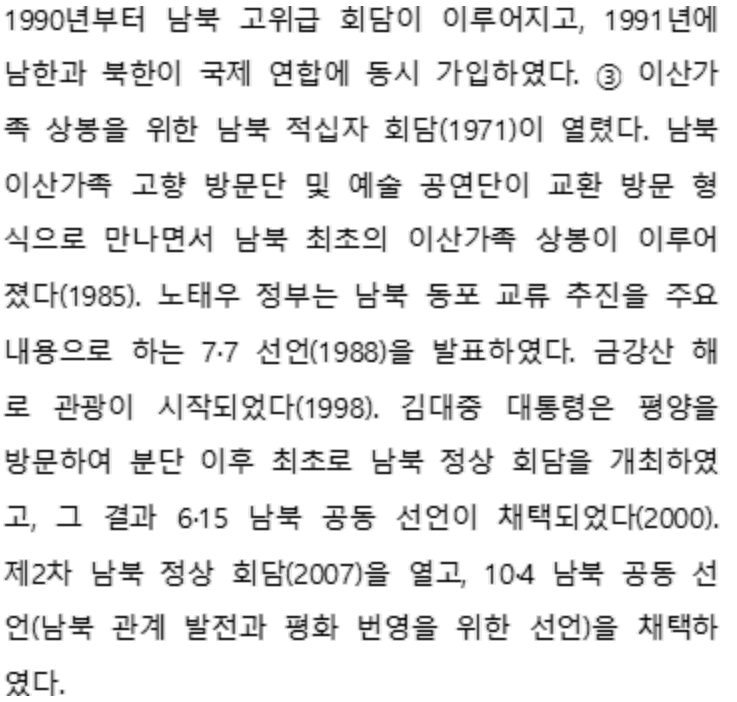 1990년부터 남북 고위급 회담이 이루어지고, 1991년에
남한과 북한이 국제 연합에 동시 가입하였다. ③ 이산가
족 상봉을 위한 남북 적십자 회담(1971)이 열렸다. 남북
이산가족 고향 방문단 및 예술 공연단이 교환 방문 형
식으로 만나면서 남북 최초의 이산가족 상봉이 이루어
졌다(1985). 노태우 정부는 남북 동포 교류 추진을 주요
내용으로 하는 7·7 선언(1988)을 발표하였다. 금강산 해
로 관광이 시작되었다(1998). 김대중 대통령은 평양을
방문하여 분단 이후 최초로 남북 정상 회담을 개최하였
고, 그 결과 6·15 남북 공동 선언이 채택되었다(2000).
제2차 남북 정상 회담(2007)을 열고, 10·4 남북 공동 선
언(남북 관계 발전과 평화 번영을 위한 선언)을 채택하
였다.